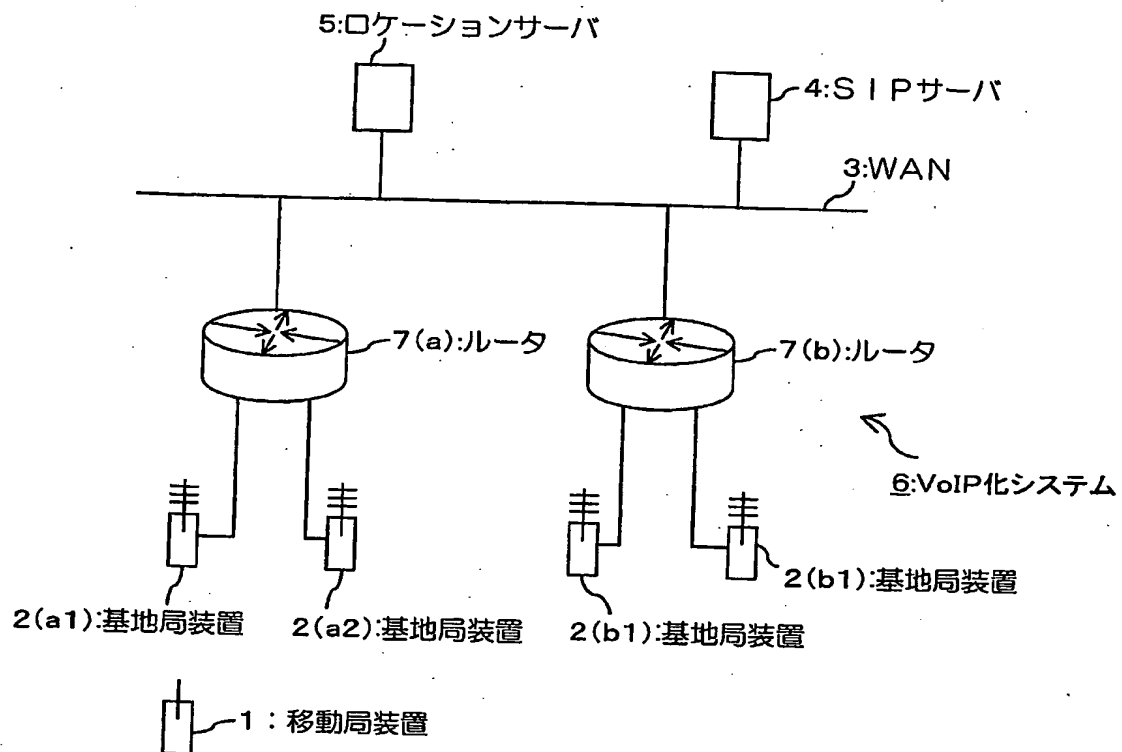 5:ロケーションサーバ
4:SIPサーバ
3:WAN
7(a):ルータ
7(b):ルータ
6:VoIP化システム
2(a1):基地局装置
2(a2):基地局装置
2(b1):基地局装置
2(b1):基地局装置
1:移動局装置